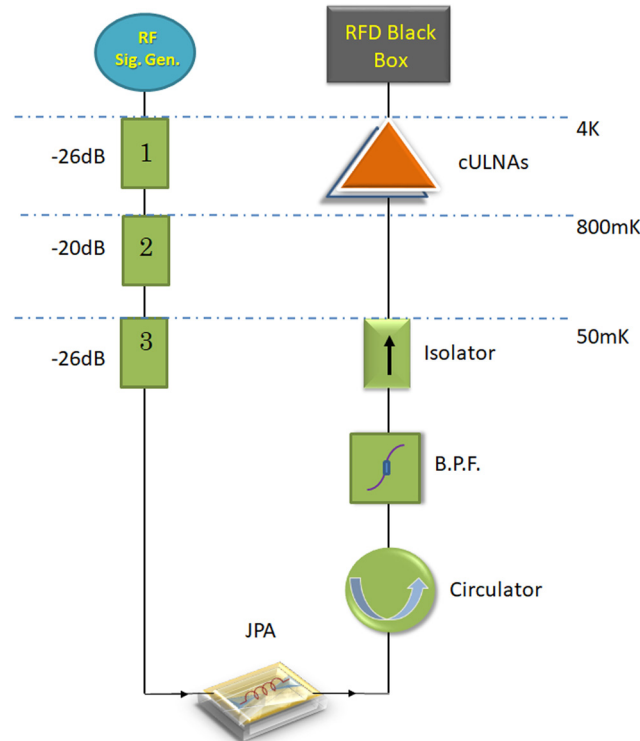 RF
Sig. Gen.
RFD Black
Box
4K
-26dB
1
cULNAs
800mK
-20dB
2
50mK
-26dB
3
Isolator
B.P.F.
Circulator
JPA